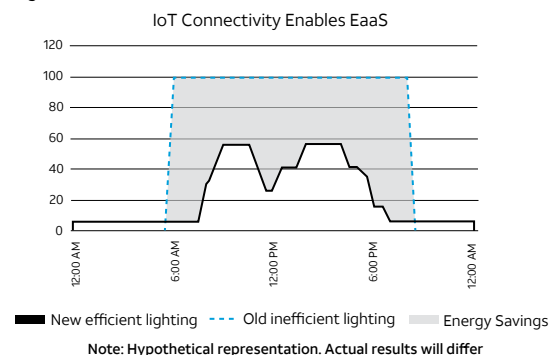 IoT Connectivity Enables EaaS
120
100
80
60
40
20
0
12:00 AM
6:00 AM
12:00 PM
6:00 PM
12:00 AM
New efficient lighting
Old inefficient lighting
Energy Savings
Note: Hypothetical representation. Actual results will differ